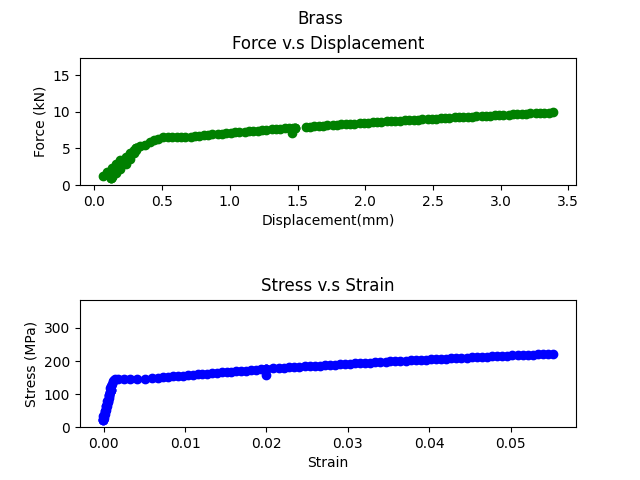 Brass
Force v.s Displacement
Force (kN)
15
10
5
0
0.0 0.5 1.0 1.5 2.0 2.5 3.0 3.5
Displacement(mm)
Stress v.s Strain
Stress (MPa)
300
200
100
0
0.00 0.01 0.02 0.03 0.04 0.05
Strain